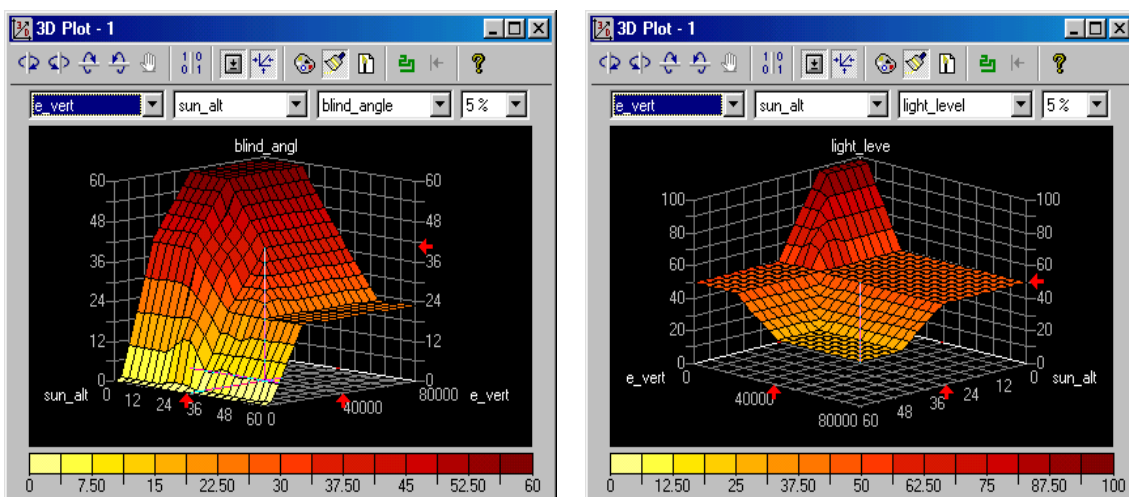 3D Plot - 1
e_vert sun_alt blind_angle 5 %
blind_angl
60 60
48 48
36 36
24 24
12 12
0 0
sun_alt 0 12 24 36 48 60 0 40000 80000 e_vert
0 7.50 15 22.50 30 37.50 45 52.50 60
3D Plot - 1
e_vert sun_alt light_level 5 %
light_leve
100 100
80 80
60 60
40 40
20 20
0 0
e_vert 0 40000 80000 60 48 36 24 12 0 sun_alt
0 12.50 25 37.50 50 62.50 75 87.50 100